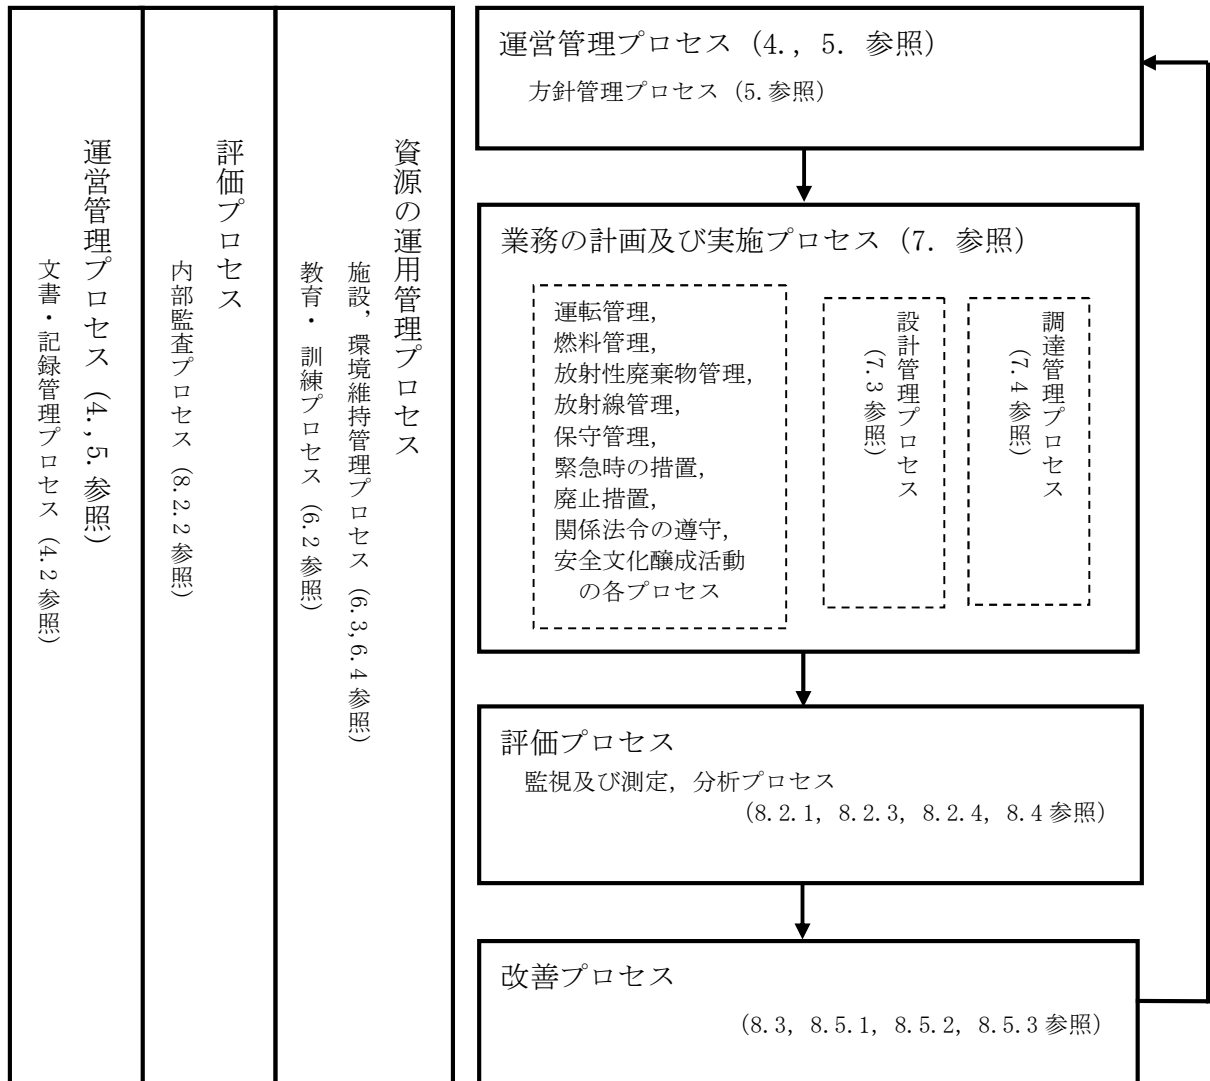 運営管理プロセス（4.,5.参照）
文書・記録管理プロセス（4.2参照）
評価プロセス
内部監査プロセス（8.2.2参照）
資源の運用管理プロセス
施設，環境維持管理プロセス（6.3,6.4参照）
教育・訓練プロセス（6.2参照）
運営管理プロセス（4.，5. 参照）
方針管理プロセス（5.参照）
業務の計画及び実施プロセス（7. 参照）
運転管理，
燃料管理，
放射性廃棄物管理，
放射線管理，
保守管理，
緊急時の措置，
廃止措置，
関係法令の遵守，
安全文化醸成活動
の各プロセス
設計管理プロセス
（7.3参照）
調達管理プロセス
（7.4参照）
評価プロセス
監視及び測定，分析プロセス
（8.2.1，8.2.3，8.2.4，8.4参照）
改善プロセス
（8.3，8.5.1，8.5.2，8.5.3参照）